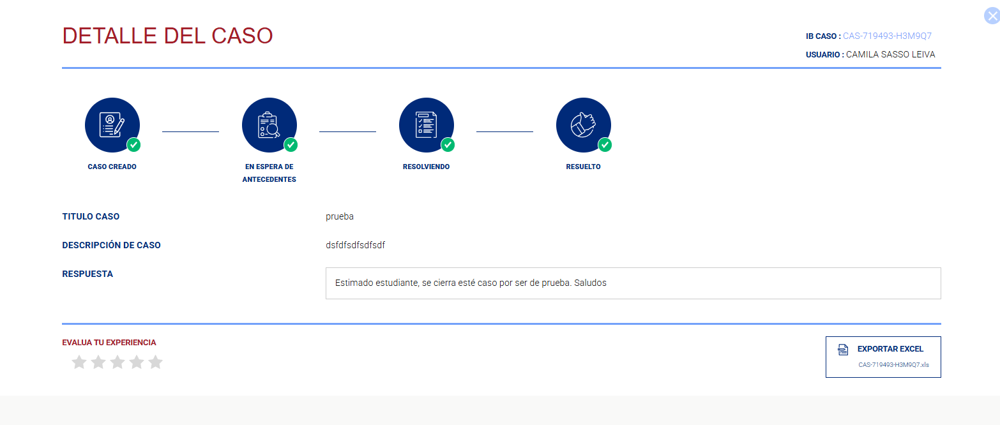 DETALLE DEL CASO
IB CASO : CAS-719493-H3M9Q7
USUARIO : CAMILA SASSO LEIVA
CASO CREADO
EN ESPERA DE
ANTECEDENTES
RESOLVIENDO
RESUELTO
TITULO CASO
prueba
DESCRIPCIÓN DE CASO
dsfdfsdfsdfsdf
RESPUESTA
Estimado estudiante, se cierra esté caso por ser de prueba. Saludos
EVALUA TU EXPERIENCIA
EXPORTAR EXCEL
CAS-719493-H3M9Q7.xls